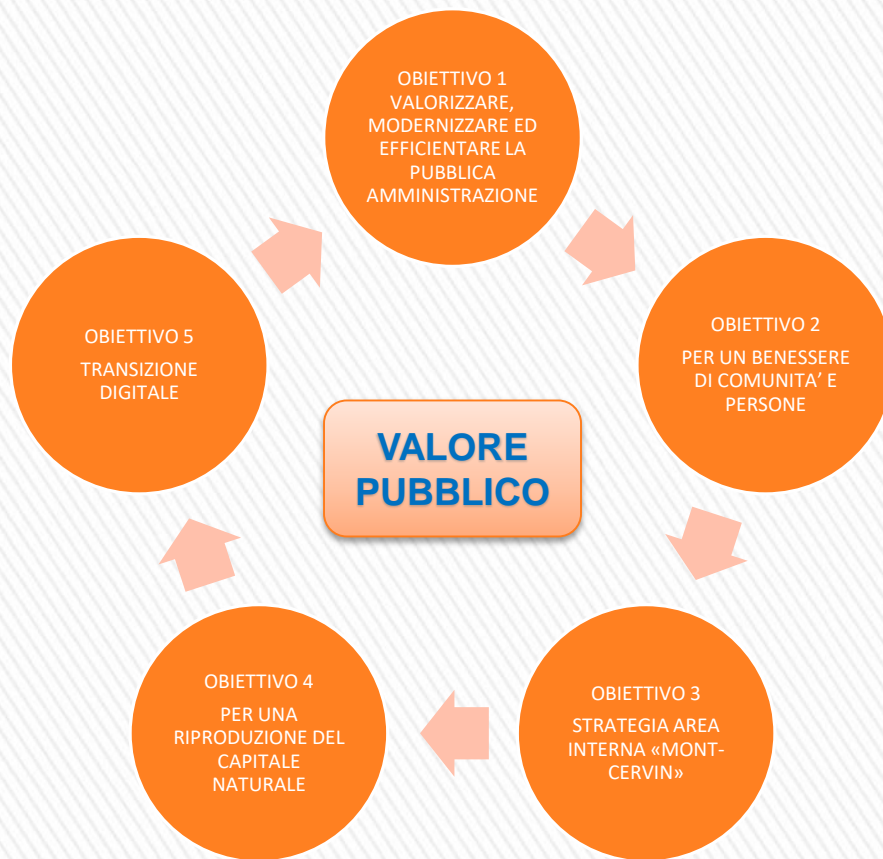 OBIETTIVO 1
VALORIZZARE,
MODERNIZZARE ED
EFFICIENTARE LA
PUBBLICA
AMMINISTRAZIONE
OBIETTIVO 2
PER UN BENESSERE
DI COMUNITA’ E
PERSONE
OBIETTIVO 3
STRATEGIA AREA
INTERNA «MONT-
CERVIN»
OBIETTIVO 4
PER UNA
RIPRODUZIONE DEL
CAPITALE
NATURALE
OBIETTIVO 5
TRANSIZIONE
DIGITALE
VALORE
PUBBLICO